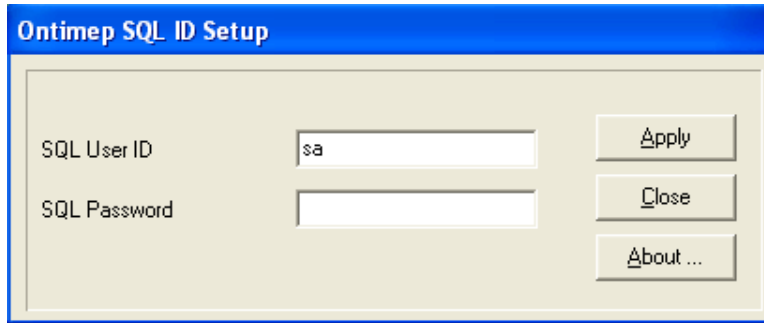 Ontimep SQL ID Setup
SQL User ID
sa
Apply
SQL Password
Close
About ...